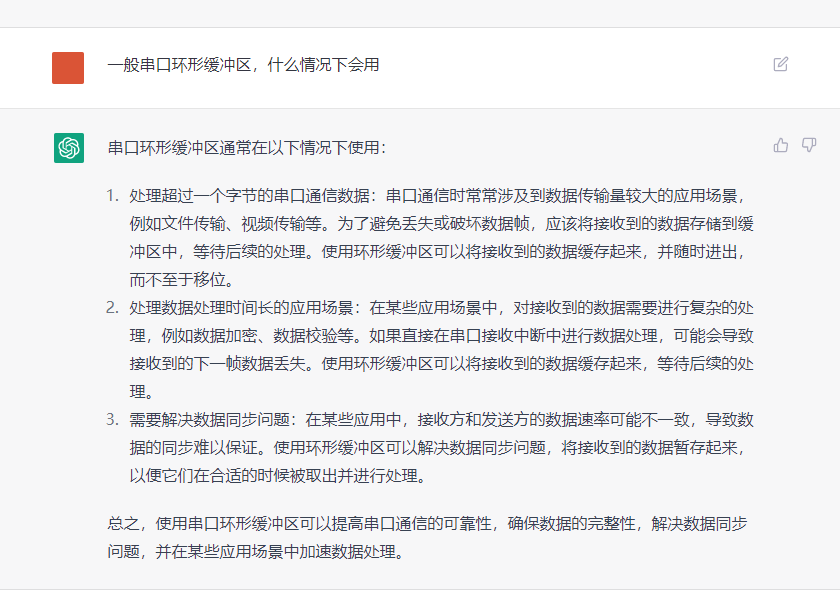 一般串口环形缓冲区，什么情况下会用
串口环形缓冲区通常在以下情况下使用：
1. 处理超过一个字节的串口通信数据：串口通信时常常涉及到数据传输量较大的应用场景，
例如文件传输、视频传输等。为了避免丢失或破坏数据帧，应该将接收到的数据存储到缓
冲区中，等待后续的处理。使用环形缓冲区可以将接收到的数据缓存起来，并随时进出，
而不至于移位。
2. 处理数据处理时间长的应用场景：在某些应用场景中，对接收到的数据需要进行复杂的处
理，例如数据加密、数据校验等。如果直接在串口接收中断中进行数据处理，可能会导致
接收到的下一帧数据丢失。使用环形缓冲区可以将接收到的数据缓存起来，等待后续的处
理。
3. 需要解决数据同步问题：在某些应用中，接收方和发送方的数据速率可能不一致，导致数
据的同步难以保证。使用环形缓冲区可以解决数据同步问题，将接收到的数据暂存起来，
以便它们在合适的时候被取出并进行处理。
总之，使用串口环形缓冲区可以提高串口通信的可靠性，确保数据的完整性，解决数据同步
问题，并在某些应用场景中加速数据处理。